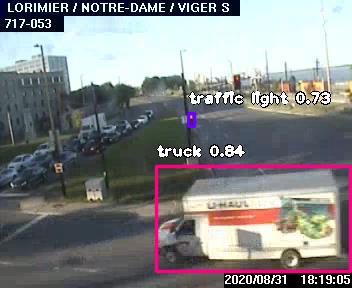 LORIMIER / NOTRE-DAME / VIGER S
717-053
traffic light 0.73
truck 0.84
U-HAUL
2020/08/31 18:19:05